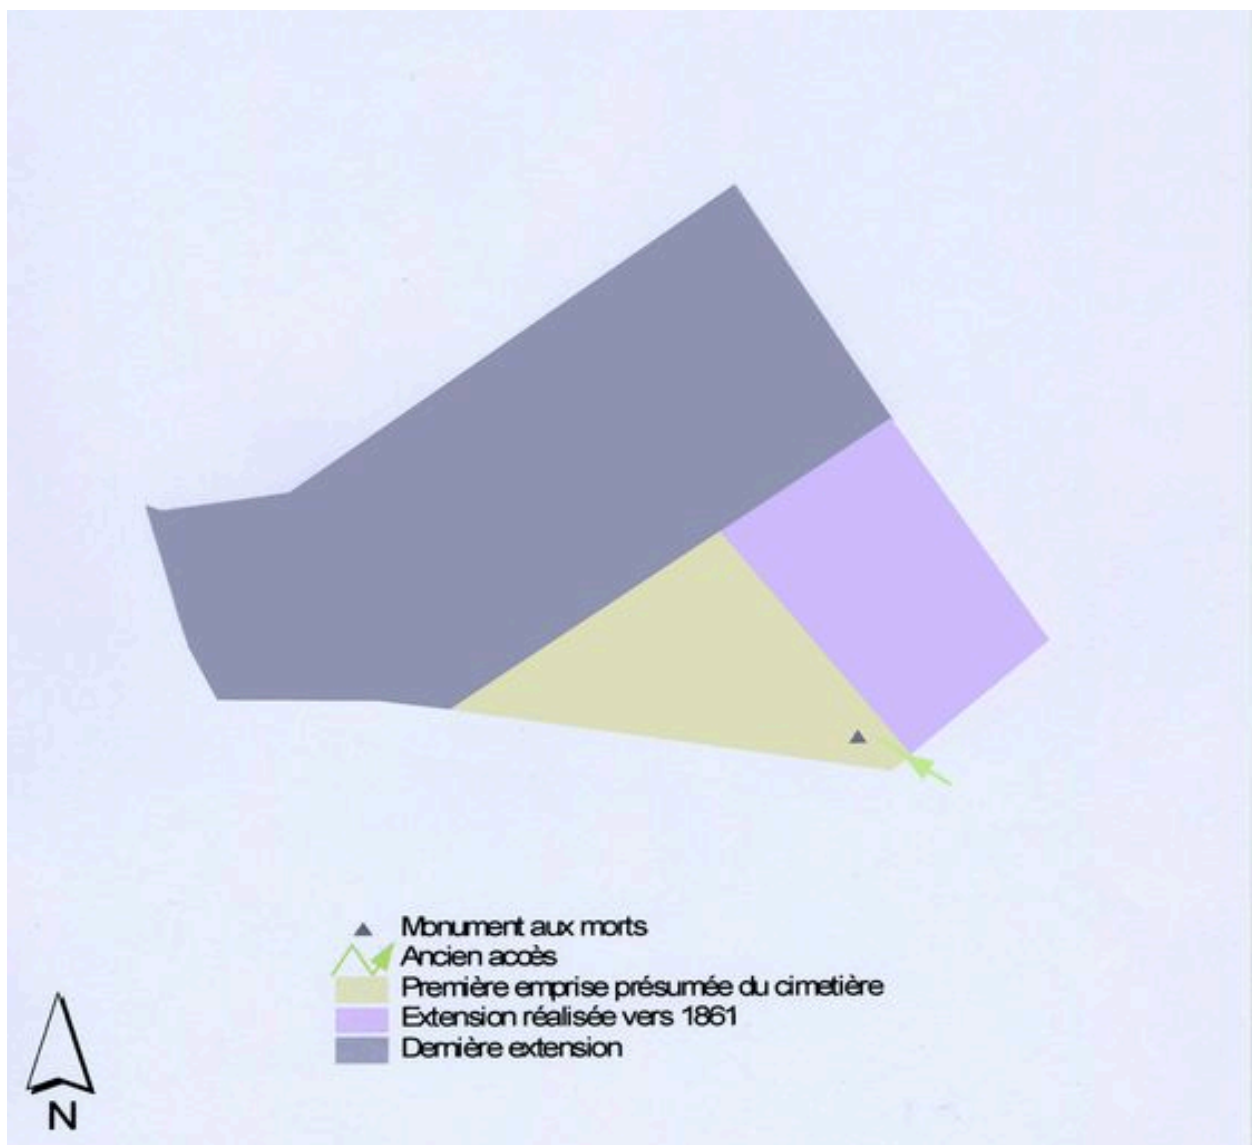 Monument aux morts
Ancien accès
Première emprise présumée du cimetière
Extension réalisée vers 1861
Dernière extension
N